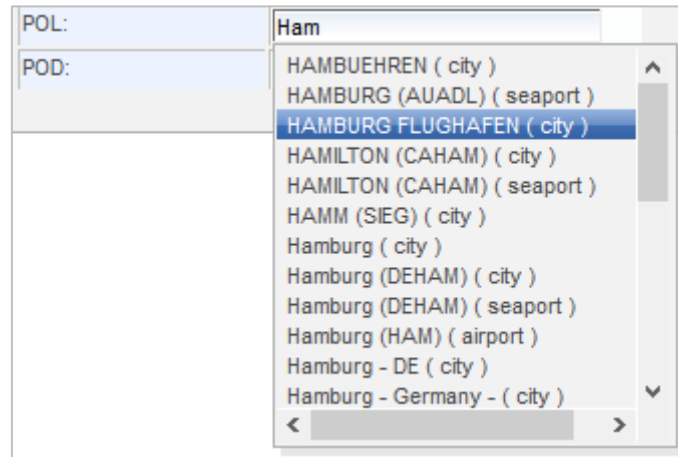 POL: Ham
POD:
HAMBUEHREN ( city )
HAMBURG (AUADL) ( seaport )
HAMBURG FLUGHAFEN ( city )
HAMILTON (CAHAM) ( city )
HAMILTON (CAHAM) ( seaport )
HAMM (SIEG) ( city )
Hamburg ( city )
Hamburg (DEHAM) ( city )
Hamburg (DEHAM) ( seaport )
Hamburg (HAM) ( airport )
Hamburg - DE ( city )
Hamburg - Germany - ( city )